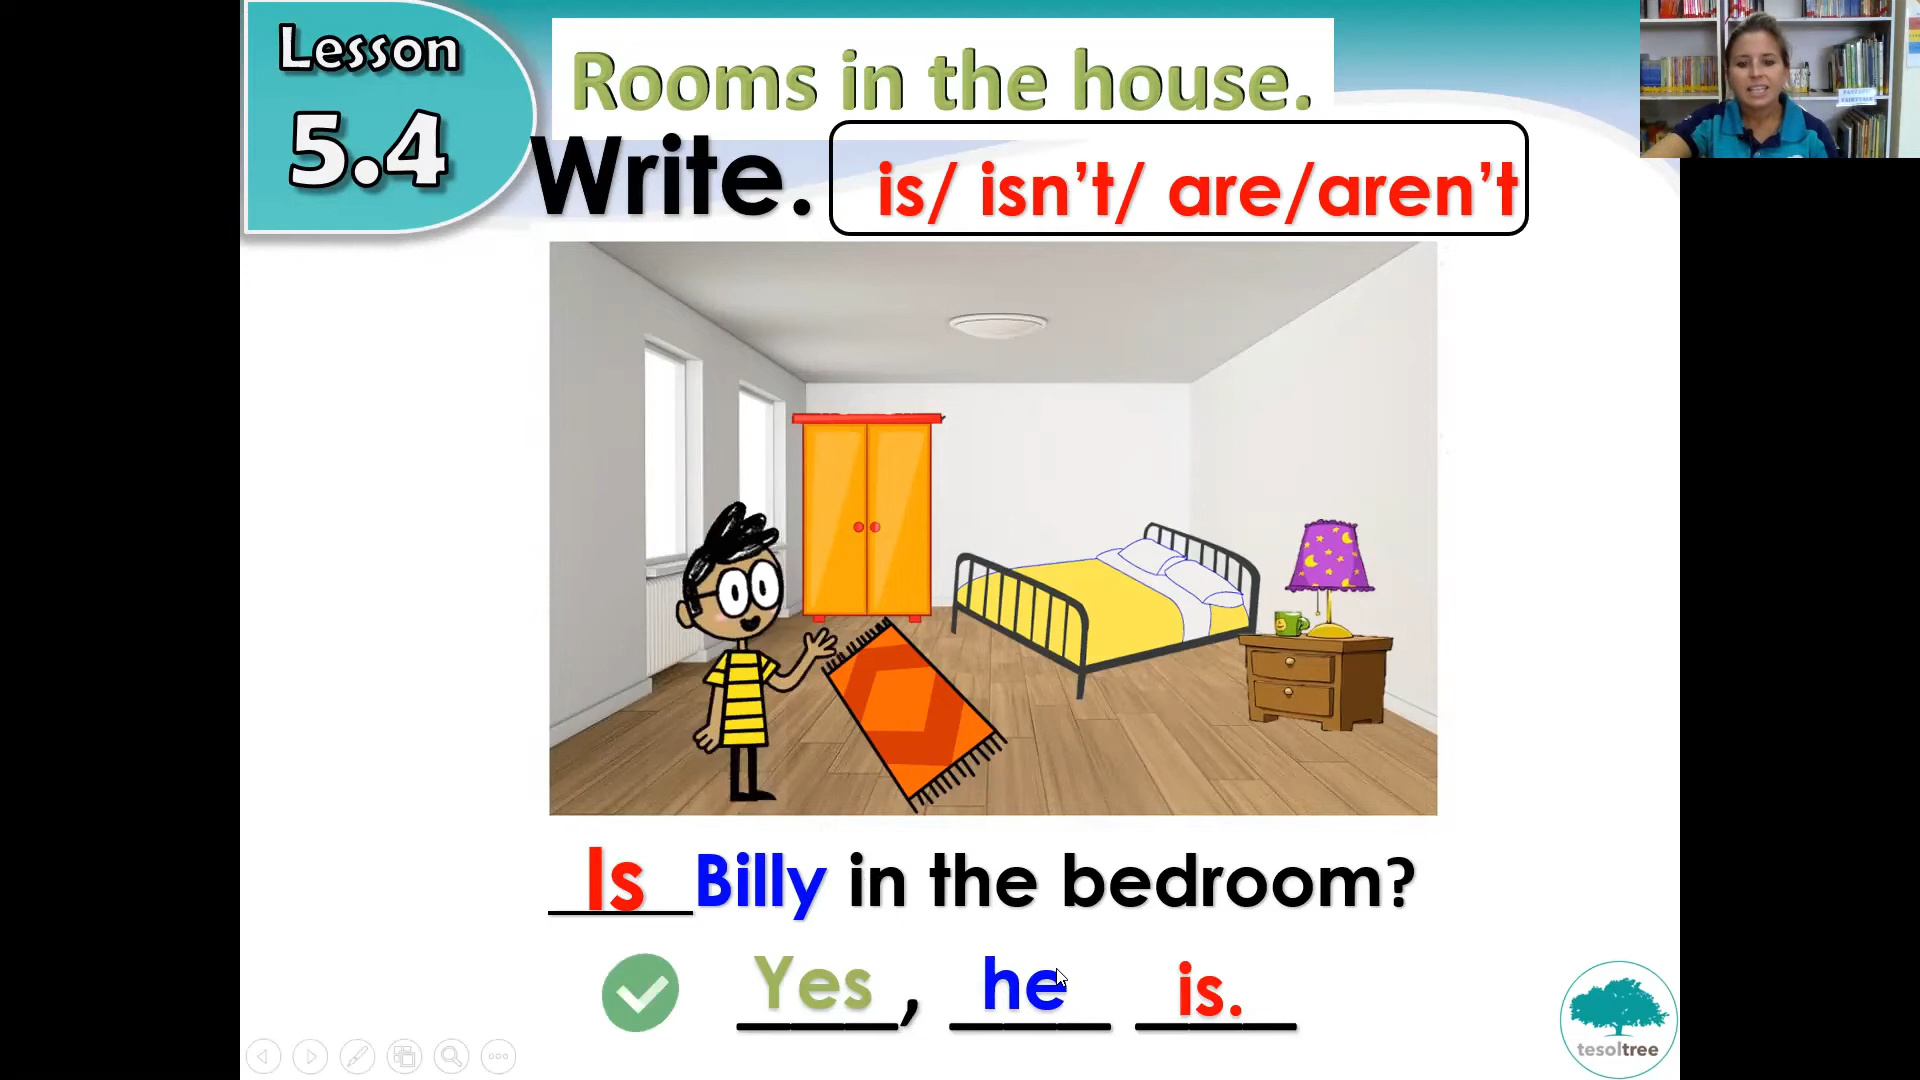 Lesson
5.4
Rooms in the house.
Write. is/ isn't/ are/aren't
Is Billy in the bedroom?
Yes, he is.
tesoltree